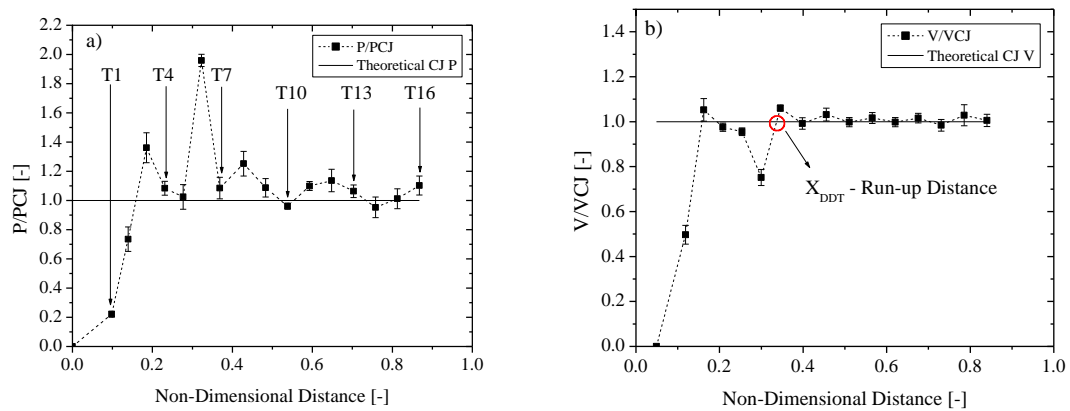 a)
P/PCJ
Theoretical CJ P
T1
T4
T7
T10
T13
T16
2.2
2.0
1.8
1.6
1.4
1.2
1.0
0.8
0.6
0.4
0.2
0.0
P/PCJ [-]
0.0 0.2 0.4 0.6 0.8 1.0
Non-Dimensional Distance [-]
b)
V/VCJ
Theoretical CJ V
X_DDT - Run-up Distance
1.4
1.2
1.0
0.8
0.6
0.4
0.2
0.0
V/VCJ [-]
0.0 0.2 0.4 0.6 0.8 1.0
Non-Dimensional Distance [-]